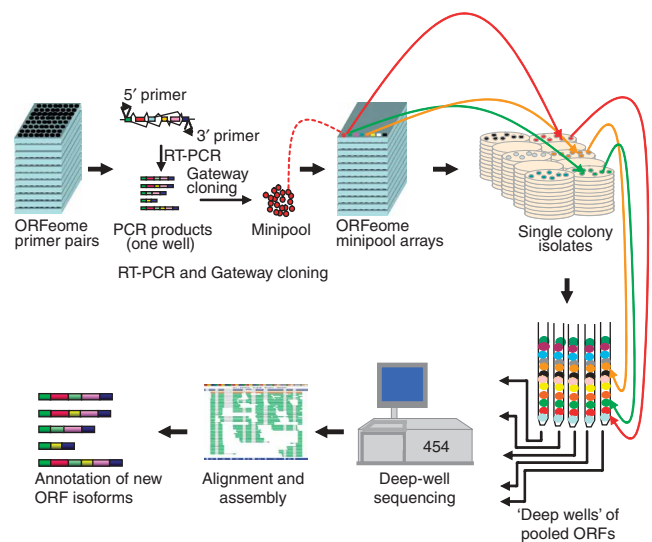 5′ primer
3′ primer
RT-PCR
Gateway
cloning
ORFeome
primer pairs
PCR products
(one well)
Minipool
ORFeome
minipool arrays
Single colony
isolates
RT-PCR and Gateway cloning
454
Annotation of new
ORF isoforms
Alignment and
assembly
Deep-well
sequencing
‘Deep wells’ of
pooled ORFs